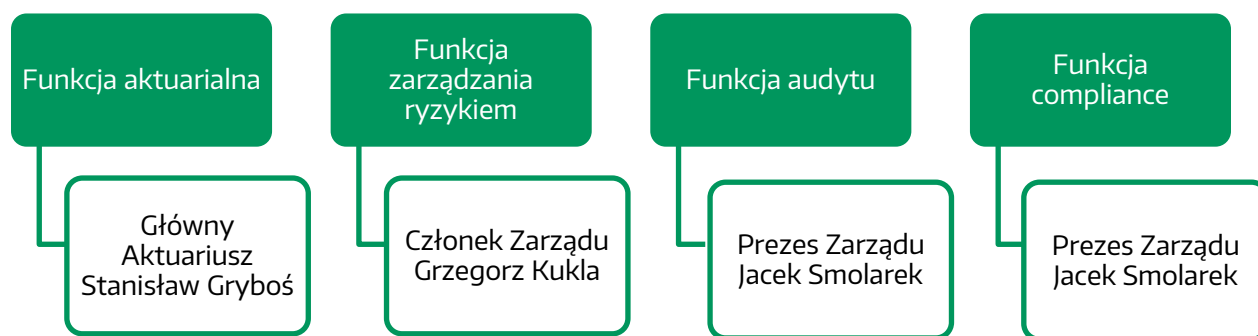 Funkcja aktuarialna
Główny
Aktuariusz
Stanisław Gryboś
Funkcja
zarządzania
ryzykiem
Członek Zarządu
Grzegorz Kukla
Funkcja audytu
Prezes Zarządu
Jacek Smolarek
Funkcja
compliance
Prezes Zarządu
Jacek Smolarek